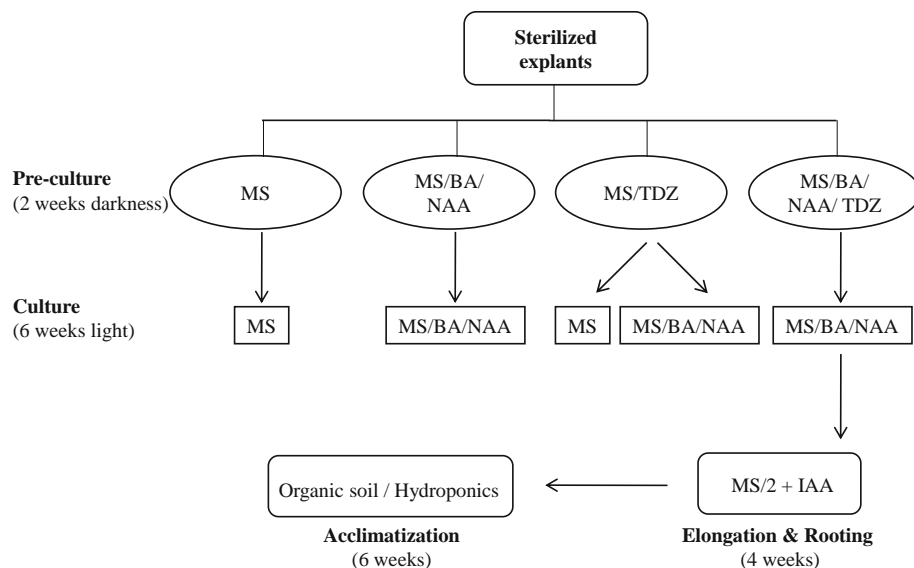 Sterilized
explants
Pre-culture
(2 weeks darkness)
MS
MS/BA/
NAA
MS/TDZ
MS/BA/
NAA/ TDZ
Culture
(6 weeks light)
MS
MS/BA/NAA
MS
MS/BA/NAA
MS/BA/NAA
Organic soil / Hydroponics
MS/2 + IAA
Acclimatization
(6 weeks)
Elongation & Rooting
(4 weeks)